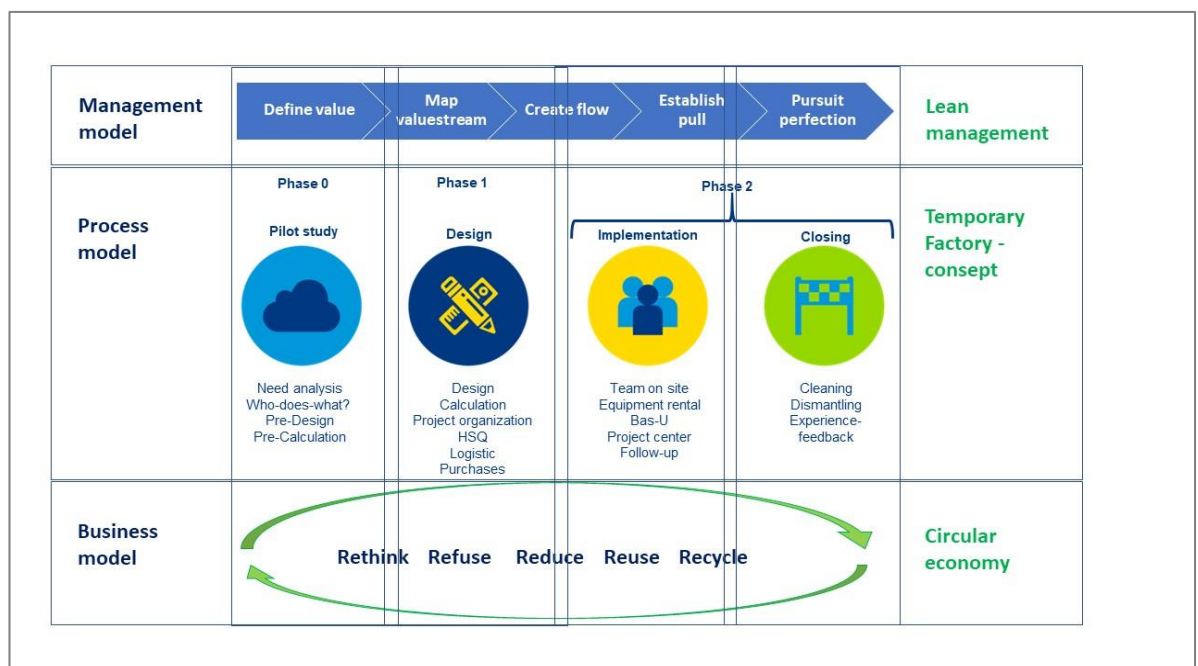 Management
model
Define value
Map
valuestream
Create flow
Establish
pull
Pursuit
perfection
Lean
management
Process
model
Phase 0
Phase 1
Phase 2
Pilot study
Design
Implementation
Closing
Need analysis
Who-does-what?
Pre-Design
Pre-Calculation
Design
Calculation
Project organization
HSQ
Logistic
Purchases
Team on site
Equipment rental
Bas-U
Project center
Follow-up
Cleaning
Dismantling
Experience-
feedback
Temporary
Factory -
consept
Business
model
Rethink Refuse Reduce Reuse Recycle
Circular
economy